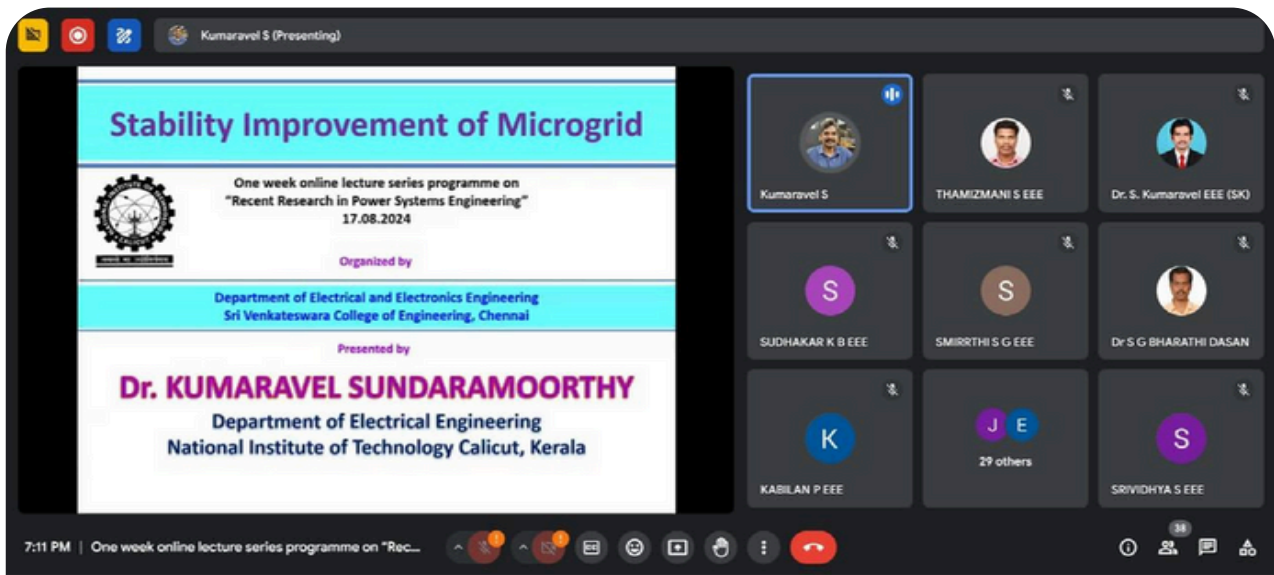 Kumaravel S (Presenting)
Stability Improvement of Microgrid
One week online lecture series programme on
"Recent Research in Power Systems Engineering"
17.08.2024
Organized by
Department of Electrical and Electronics Engineering
Sri Venkateswara College of Engineering, Chennai
Presented by
Dr. KUMARAVEL SUNDARAMOORTHY
Department of Electrical Engineering
National Institute of Technology Calicut, Kerala
Kumaravel S
THAMIZMANI S EEE
Dr. S. Kumaravel EEE (SK)
S
SUDHAKAR K B EEE
S
SMIRRTHI S G EEE
Dr S G BHARATHI DASAN
K
KABILAN P EEE
J E
29 others
S
SRIVIDHYA S EEE
7:11 PM | One week online lecture series programme on "Rec...
CC
38